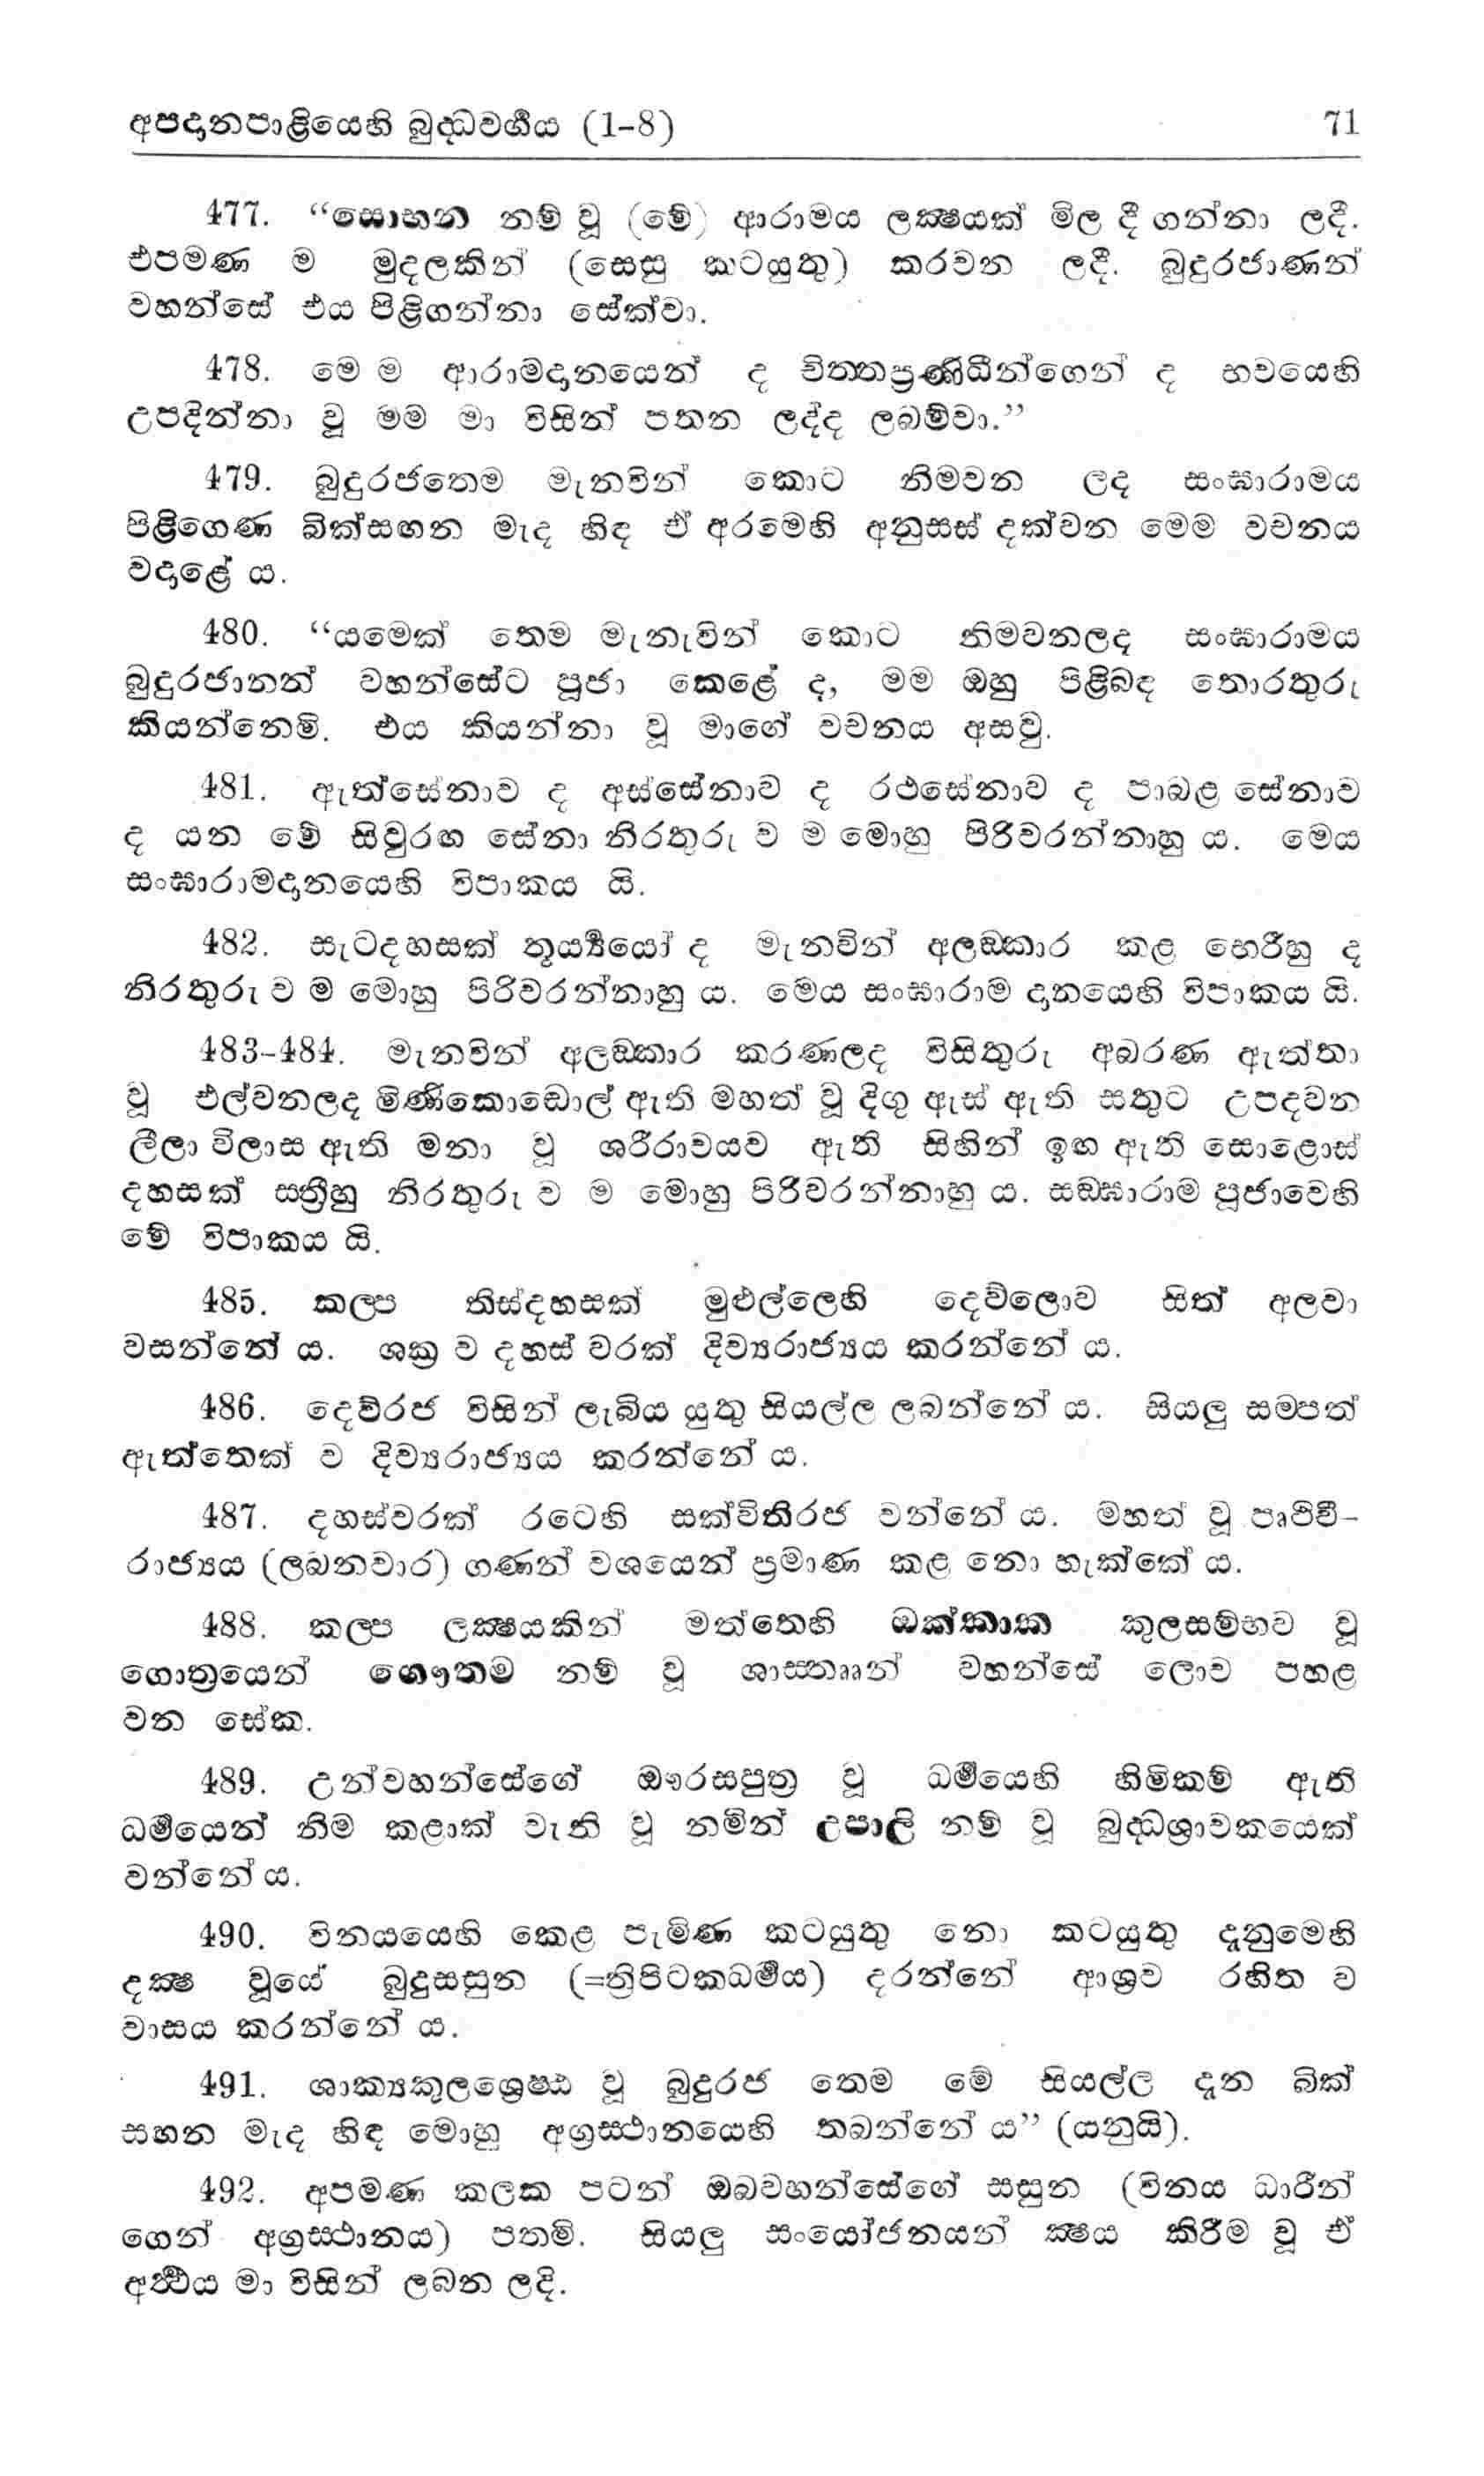 අපදානපාළියෙහි බුද්ධවර්ගය (1-8) 71
477. “සොභන නම් වූ (මේ) ආරාමය ලක්‍ෂයක් මිල දී ගන්නා ලදී.
එපමණ ම මුදලකින් (සෙසු කටයුතු) කරවන ලදී. බුදුරජාණන්
වහන්සේ එය පිළිගන්නා සේක්වා.
478. මෙ ම ආරාමදානයෙන් ද චිත්තප්‍රණිධීන්ගෙන් ද භවයෙහි
උපදින්නා වූ මම මා විසින් පතන ලද්ද ලබම්වා.”
479. බුදුරජතෙම මැනවින් කොට නිමවන ලද සංඝාරාමය
පිළිගෙණ බික්සඟන මැද හිඳ ඒ අරමෙහි අනුසස් දක්වන මෙම වචනය
වදාළේ ය.
480. “යමෙක් තෙම මැනැවින් කොට නිමවනලද සංඝාරාමය
බුදුරජානන් වහන්සේට පූජා කෙළේ ද, මම ඔහු පිළිබඳ තොරතුරු
කියන්නෙමි. එය කියන්නා වූ මාගේ වචනය අසවු.
481. ඇත්සේනාව ද අස්සේනාව ද රථසේනාව ද පාබළ සේනාව
ද යන මේ සිවුරඟ සේනා නිරතුරු ව ම මොහු පිරිවරන්නාහු ය. මෙය
සංඝාරාමදානයෙහි විපාකය යි.
482. සැටදහසක් තූර්‍ය්‍යයෝ ද මැනවින් අලඞ්කාර කළ භෙරීහු ද
නිරතුරු ව ම මොහු පිරිවරන්නාහු ය. මෙය සංඝාරාම දානයෙහි විපාකය යි.
483-484. මැනවින් අලඞ්කාර කරණලද විසිතුරු අබරණ ඇත්තා
වූ එල්වනලද මිණිකොඬොල් ඇති මහත් වූ දිගු ඇස් ඇති සතුට උපදවන
ලීලා විලාස ඇති මනා වූ ශරීරාවයව ඇති සිහින් ඉඟ ඇති සොළොස්
දහසක් ස්ත්‍රීහු නිරතුරු ව ම මොහු පිරිවරන්නාහු ය. සඞ්ඝාරාම පූජාවෙහි
මේ විපාකය යි.
485. කල්ප තිස්දහසක් මුළුල්ලෙහි දෙව්ලොව සිත් අලවා
වසන්නේ ය. ශක්‍ර ව දහස් වරක් දිව්‍යරාජ්‍යය කරන්නේ ය.
486. දෙව්රජ විසින් ලැබිය යුතු සියල්ල ලබන්නේ ය. සියලු සම්පත්
ඇත්තෙක් ව දිව්‍යරාජ්‍යය කරන්නේ ය.
487. දහස්වරක් රටෙහි සක්විතිරජ වන්නේ ය. මහත් වූ පෘථිවී-
රාජ්‍යය (ලබනවාර) ගණන් වශයෙන් ප්‍රමාණ කළ නො හැක්කේ ය.
488. කල්ප ලක්‍ෂයකින් මත්තෙහි ඔක්කාක කුලසම්භව වූ
ගොත්‍රයෙන් ගෞතම නම් වූ ශාස්තෲන් වහන්සේ ලොව පහළ
වන සේක.
489. උන්වහන්සේගේ ඖරසපුත්‍ර වූ ධර්‍මයෙහි හිමිකම් ඇති
ධර්‍මයෙන් නිම කළාක් වැනි වූ නමින් උපාලි නම් වූ බුද්ධශ්‍රාවකයෙක්
වන්නේ ය.
490. විනයයෙහි කෙළ පැමිණ කටයුතු නො කටයුතු දැනුමෙහි
දක්‍ෂ වූයේ බුදුසසුන (=ත්‍රිපිටකධර්‍මය) දරන්නේ ආශ්‍රව රහිත ව
වාසය කරන්නේ ය.
491. ශාක්‍යකුලශ්‍රෙෂ්ඨ වූ බුදුරජ තෙම මේ සියල්ල දැන බික්
සඟන මැද හිඳ මොහු අග්‍රස්ථානයෙහි තබන්නේ ය” (යනුයි).
492. අපමණ කලක පටන් ඔබවහන්සේගේ සසුන (විනය ධාරීන්
ගෙන් අග්‍රස්ථානය) පතමි. සියලු සංයෝජනයන් ක්‍ෂය කිරීම වූ ඒ
අර්‍ථය මා විසින් ලබන ලදි.